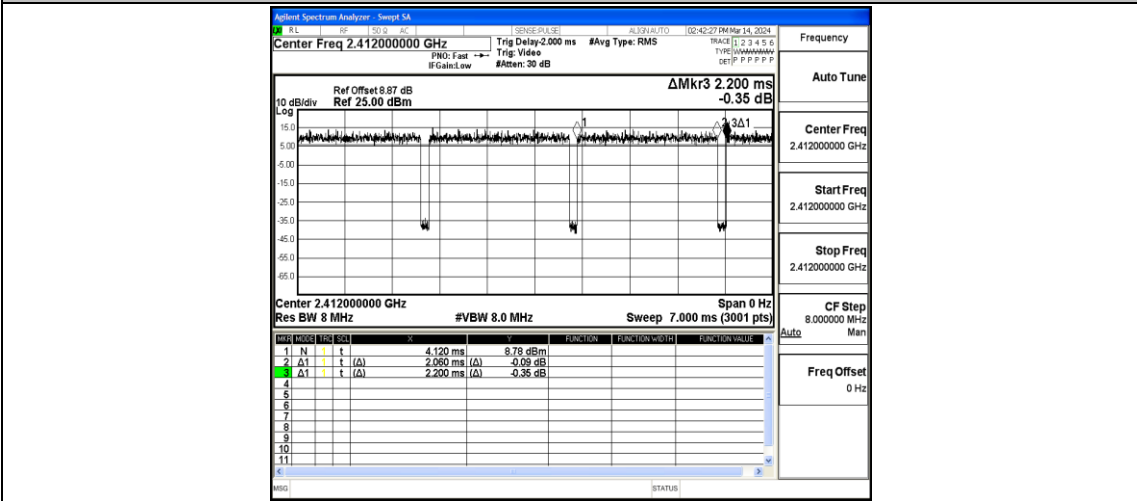 Agilent Spectrum Analyzer - Swept SA
RL RF 50 Ω AC SENSE:PULSE ALIGN AUTO 02:42:27 PM Mar 14, 2024
Center Freq 2.412000000 GHz
Trig Delay-2.000 ms #Avg Type: RMS
TRACE 1 2 3 4 5 6
PNO: Fast Trig: Video
TYPE
IFGain:Low #Atten: 30 dB
DET P P P P P P
Frequency
Auto Tune
ΔMkr3 2.200 ms
-0.35 dB
Ref Offset 8.87 dB
10 dB/div Ref 25.00 dBm
Log
15.0
5.00
-5.00
-15.0
-25.0
-35.0
-45.0
-55.0
-65.0
1
3Δ1
Center Freq
2.412000000 GHz
Start Freq
2.412000000 GHz
Stop Freq
2.412000000 GHz
Center 2.412000000 GHz Span 0 Hz
Res BW 8 MHz #VBW 8.0 MHz Sweep 7.000 ms (3001 pts)
CF Step
8.000000 MHz
Auto Man
Freq Offset
0 Hz
MKR MODE TRC SCL X Y FUNCTION FUNCTION WIDTH FUNCTION VALUE
1 N 1 t 4.120 ms 8.78 dBm
2 Δ1 1 t (Δ) 2.060 ms (Δ) -0.09 dB
3 Δ1 1 t (Δ) 2.200 ms (Δ) -0.35 dB
4
5
6
7
8
9
10
11
MSG STATUS